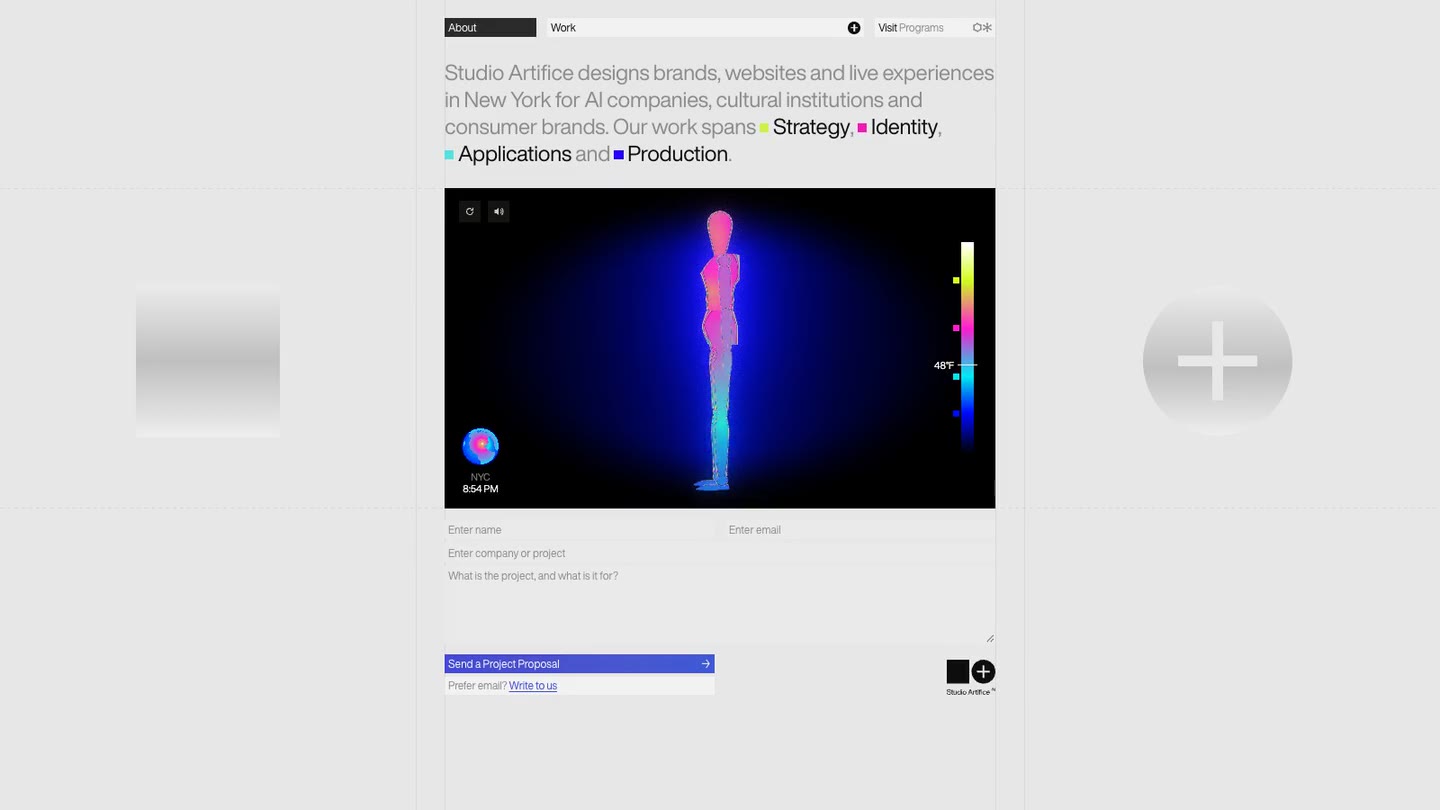 About
Work
Visit Programs
Studio Artifice designs brands, websites and live experiences
in New York for AI companies, cultural institutions and
consumer brands. Our work spans Strategy, Identity,
Applications and Production.
48°F
NYC
8:54 PM
Enter name
Enter email
Enter company or project
What is the project, and what is it for?
Send a Project Proposal →
Prefer email? Write to us
Studio Artifice